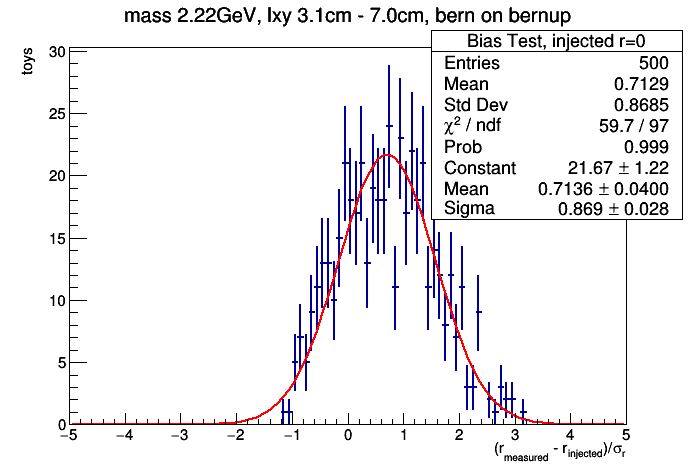 mass 2.22GeV, lxy 3.1cm - 7.0cm, bern on bernup
Bias Test, injected r=0
Entries 500
Mean 0.7129
Std Dev 0.8685
χ² / ndf 59.7 / 97
Prob 0.999
Constant 21.67 ± 1.22
Mean 0.7136 ± 0.0400
Sigma 0.869 ± 0.028
toys
30
25
20
15
10
5
0
−5 −4 −3 −2 −1 0 1 2 3 4 5
(r_measured - r_injected)/σ_r